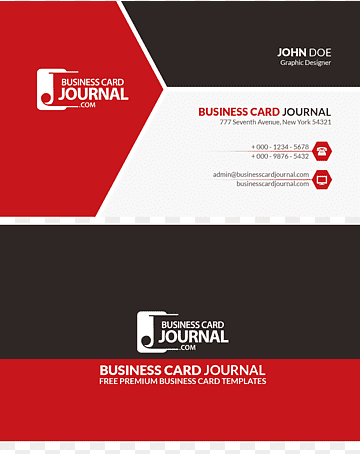 BUSINESS CARD
JOURNAL
.COM
JOHN DOE
Graphic Designer
BUSINESS CARD JOURNAL
777 Seventh Avenue, New York 54321
+ 000 - 1234 - 5678
+ 000 - 9876 - 5432
admin@businesscardjournal.com
businesscardjournal.com
BUSINESS CARD
JOURNAL
.COM
BUSINESS CARD JOURNAL
FREE PREMIUM BUSINESS CARD TEMPLATES